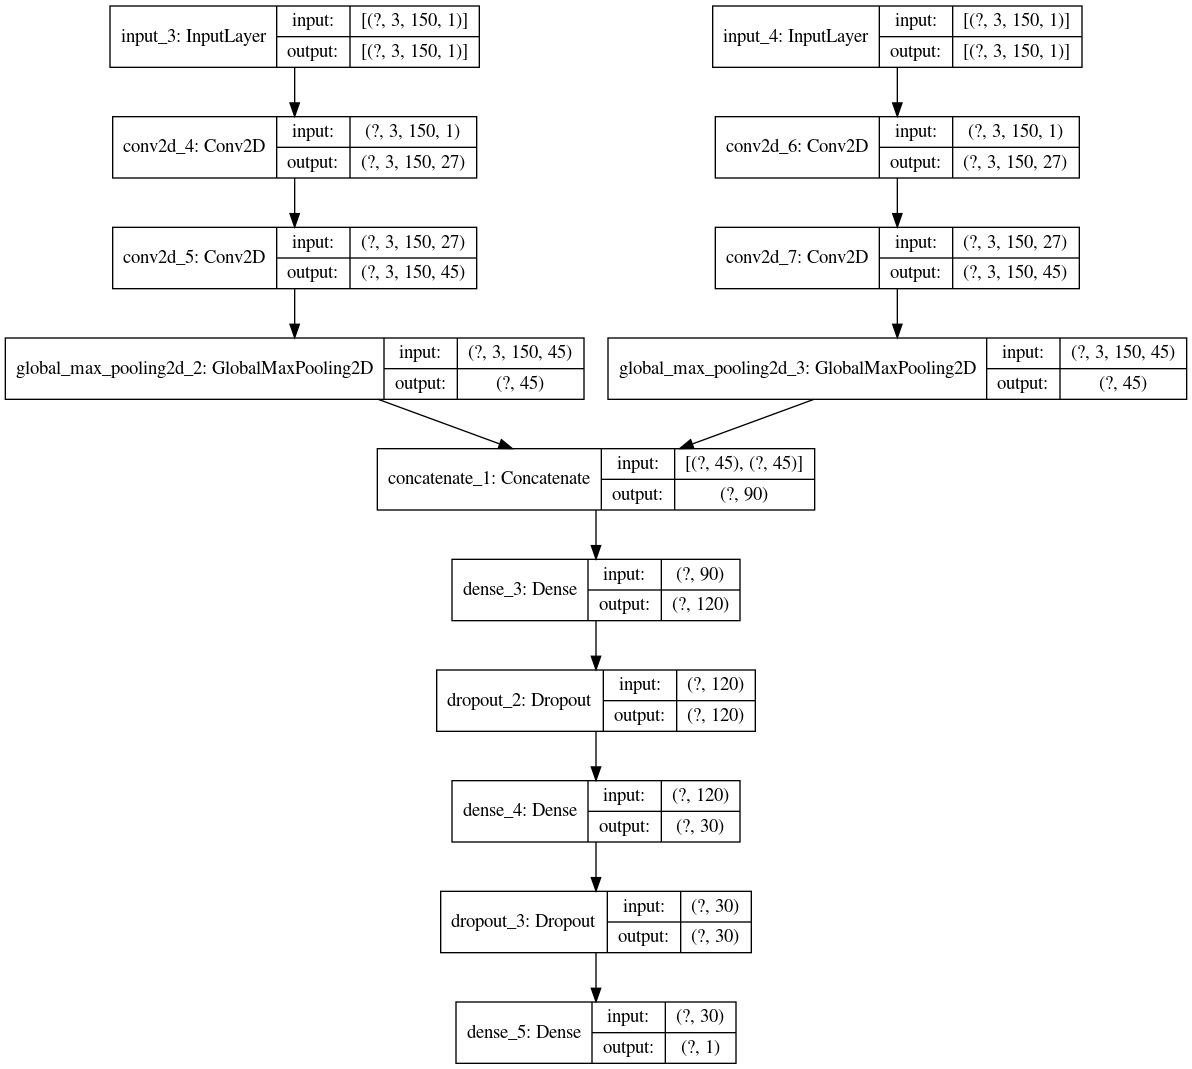 input_3: InputLayer input: [(?, 3, 150, 1)] output: [(?, 3, 150, 1)]
input_4: InputLayer input: [(?, 3, 150, 1)] output: [(?, 3, 150, 1)]
conv2d_4: Conv2D input: (?, 3, 150, 1) output: (?, 3, 150, 27)
conv2d_6: Conv2D input: (?, 3, 150, 1) output: (?, 3, 150, 27)
conv2d_5: Conv2D input: (?, 3, 150, 27) output: (?, 3, 150, 45)
conv2d_7: Conv2D input: (?, 3, 150, 27) output: (?, 3, 150, 45)
global_max_pooling2d_2: GlobalMaxPooling2D input: (?, 3, 150, 45) output: (?, 45)
global_max_pooling2d_3: GlobalMaxPooling2D input: (?, 3, 150, 45) output: (?, 45)
concatenate_1: Concatenate input: [(?, 45), (?, 45)] output: (?, 90)
dense_3: Dense input: (?, 90) output: (?, 120)
dropout_2: Dropout input: (?, 120) output: (?, 120)
dense_4: Dense input: (?, 120) output: (?, 30)
dropout_3: Dropout input: (?, 30) output: (?, 30)
dense_5: Dense input: (?, 30) output: (?, 1)